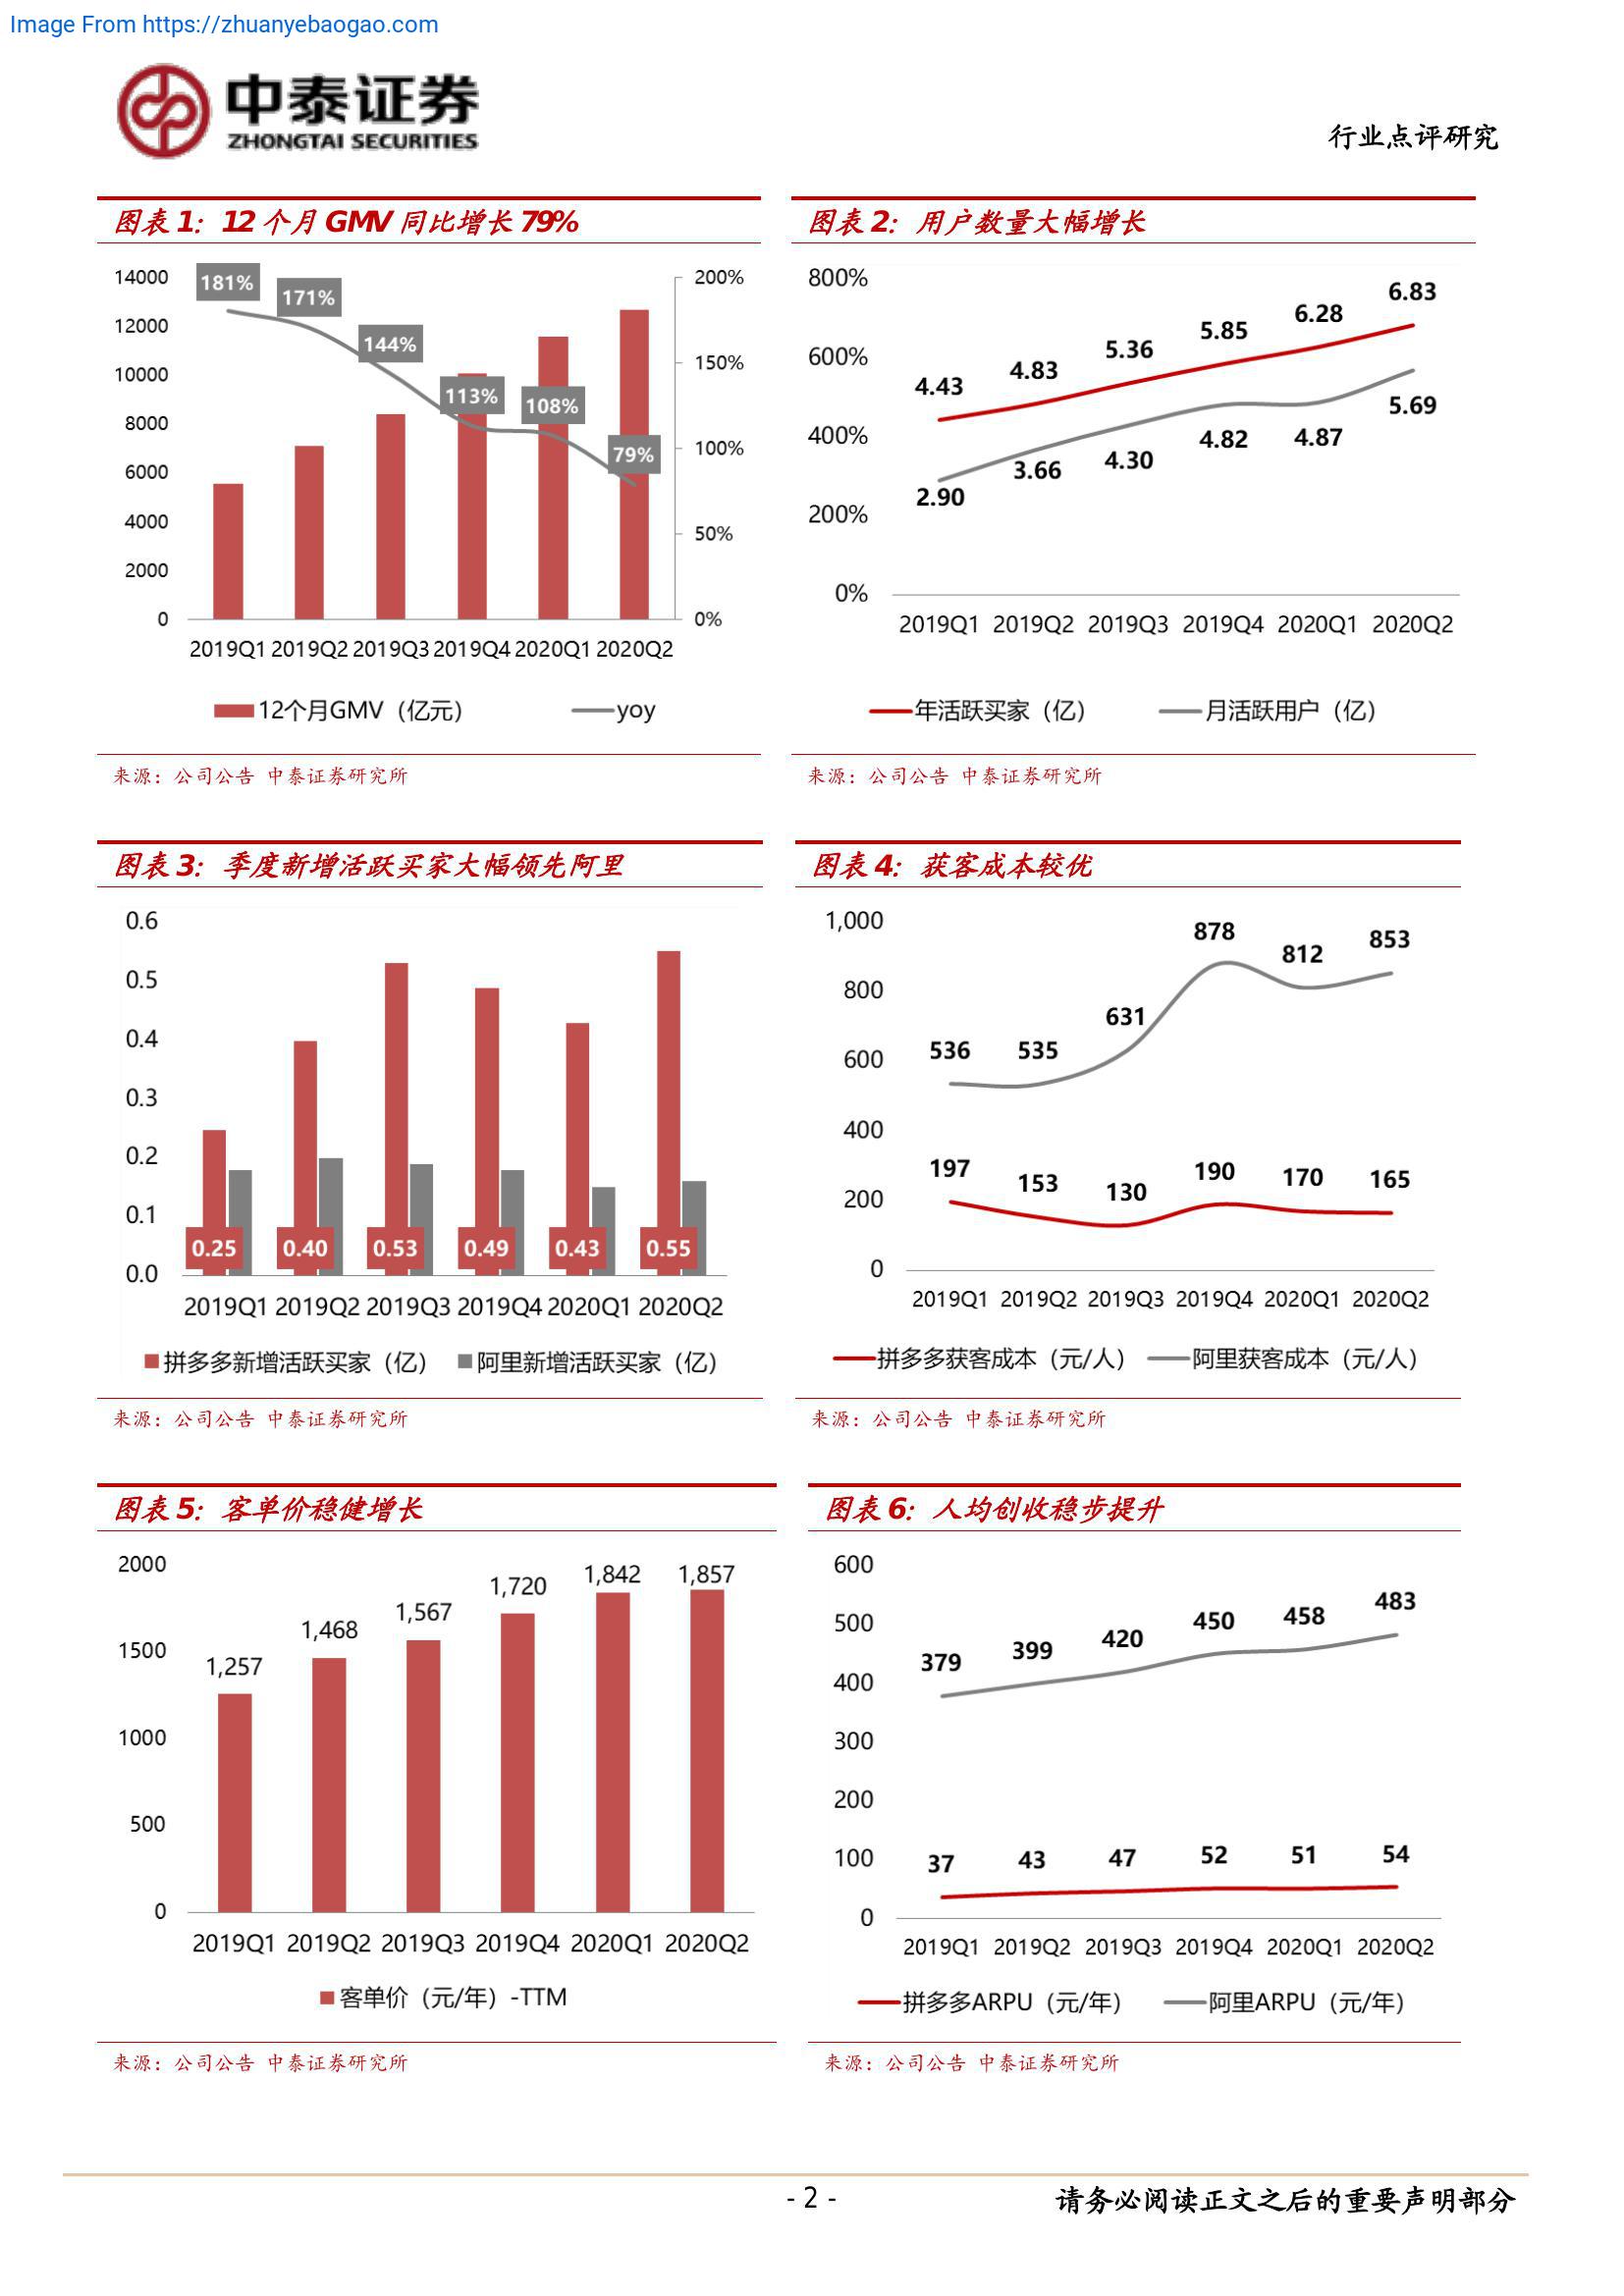 Image From https://zhuanyebaogao.com
中泰证券
ZHONGTAI SECURITIES
行业点评研究
图表 1：12 个月 GMV 同比增长 79%
14000
12000
10000
8000
6000
4000
2000
0
200%
150%
100%
50%
0%
181%
171%
144%
113%
108%
79%
2019Q1 2019Q2 2019Q3 2019Q4 2020Q1 2020Q2
12个月GMV（亿元） yoy
来源：公司公告 中泰证券研究所
图表 2：用户数量大幅增长
800%
600%
400%
200%
0%
4.43 4.83 5.36 5.85 6.28 6.83
2.90 3.66 4.30 4.82 4.87 5.69
2019Q1 2019Q2 2019Q3 2019Q4 2020Q1 2020Q2
年活跃买家（亿） 月活跃用户（亿）
来源：公司公告 中泰证券研究所
图表 3：季度新增活跃买家大幅领先阿里
0.6
0.5
0.4
0.3
0.2
0.1
0.0
0.25 0.40 0.53 0.49 0.43 0.55
2019Q1 2019Q2 2019Q3 2019Q4 2020Q1 2020Q2
拼多多新增活跃买家（亿） 阿里新增活跃买家（亿）
来源：公司公告 中泰证券研究所
图表 4：获客成本较优
1,000
800
600
400
200
0
536 535 631 878 812 853
197 153 130 190 170 165
2019Q1 2019Q2 2019Q3 2019Q4 2020Q1 2020Q2
拼多多获客成本（元/人） 阿里获客成本（元/人）
来源：公司公告 中泰证券研究所
图表 5：客单价稳健增长
2000
1500
1000
500
0
1,257 1,468 1,567 1,720 1,842 1,857
2019Q1 2019Q2 2019Q3 2019Q4 2020Q1 2020Q2
客单价（元/年）-TTM
来源：公司公告 中泰证券研究所
图表 6：人均创收稳步提升
600
500
400
300
200
100
0
379 399 420 450 458 483
37 43 47 52 51 54
2019Q1 2019Q2 2019Q3 2019Q4 2020Q1 2020Q2
拼多多ARPU（元/年） 阿里ARPU（元/年）
来源：公司公告 中泰证券研究所
- 2 -
请务必阅读正文之后的重要声明部分